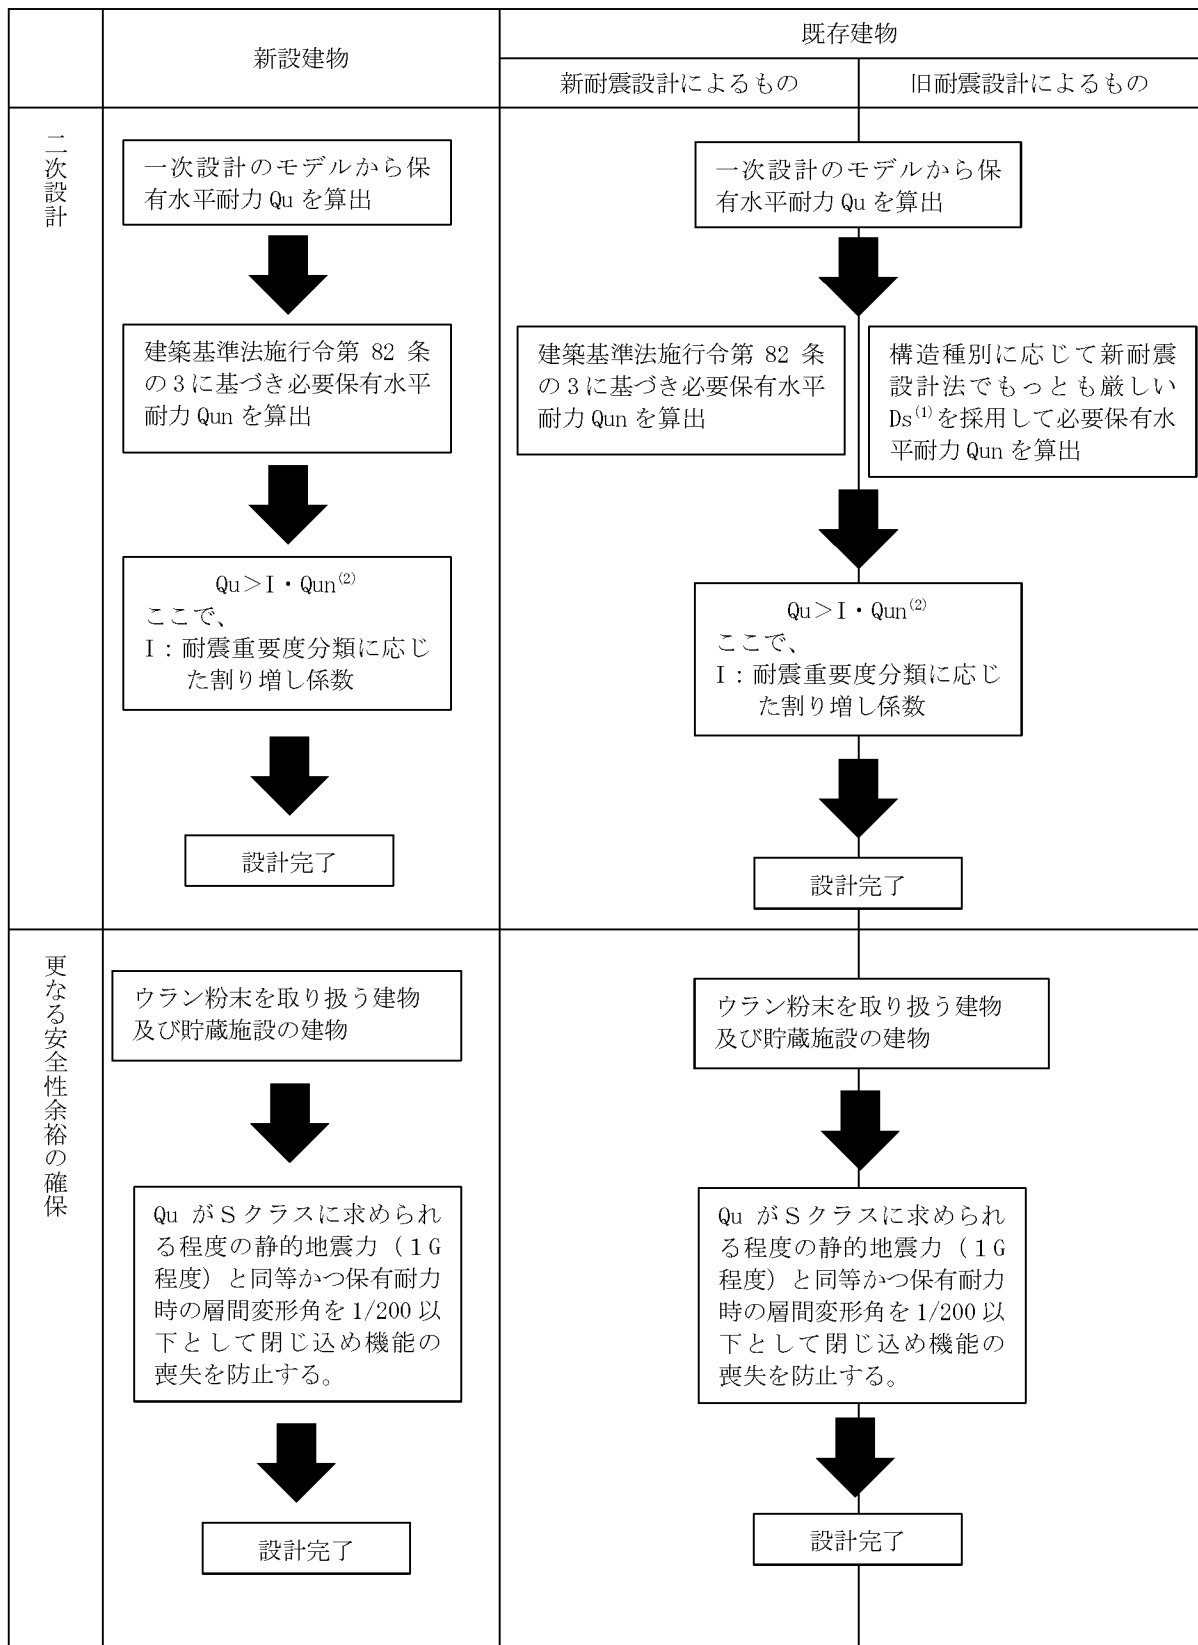 新設建物
既存建物
新耐震設計によるもの
旧耐震設計によるもの
二次設計
一次設計のモデルから保
有水平耐力 Qu を算出
建築基準法施行令第 82 条
の3に基づき必要保有水平
耐力 Qun を算出
Qu＞I・Qun⁽²⁾
ここで、
I：耐震重要度分類に応じ
た割り増し係数
設計完了
一次設計のモデルから保
有水平耐力 Qu を算出
建築基準法施行令第 82 条
の3に基づき必要保有水平
耐力 Qun を算出
構造種別に応じて新耐震
設計法でもっとも厳しい
Ds⁽¹⁾を採用して必要保有水
平耐力 Qun を算出
Qu＞I・Qun⁽²⁾
ここで、
I：耐震重要度分類に応じ
た割り増し係数
設計完了
更なる安全性余裕の確保
ウラン粉末を取り扱う建物
及び貯蔵施設の建物
Qu がSクラスに求められ
る程度の静的地震力（1G
程度）と同等かつ保有耐力
時の層間変形角を1/200 以
下として閉じ込め機能の
喪失を防止する。
設計完了
ウラン粉末を取り扱う建物
及び貯蔵施設の建物
Qu がSクラスに求められ
る程度の静的地震力（1G
程度）と同等かつ保有耐力
時の層間変形角を1/200 以
下として閉じ込め機能の
喪失を防止する。
設計完了